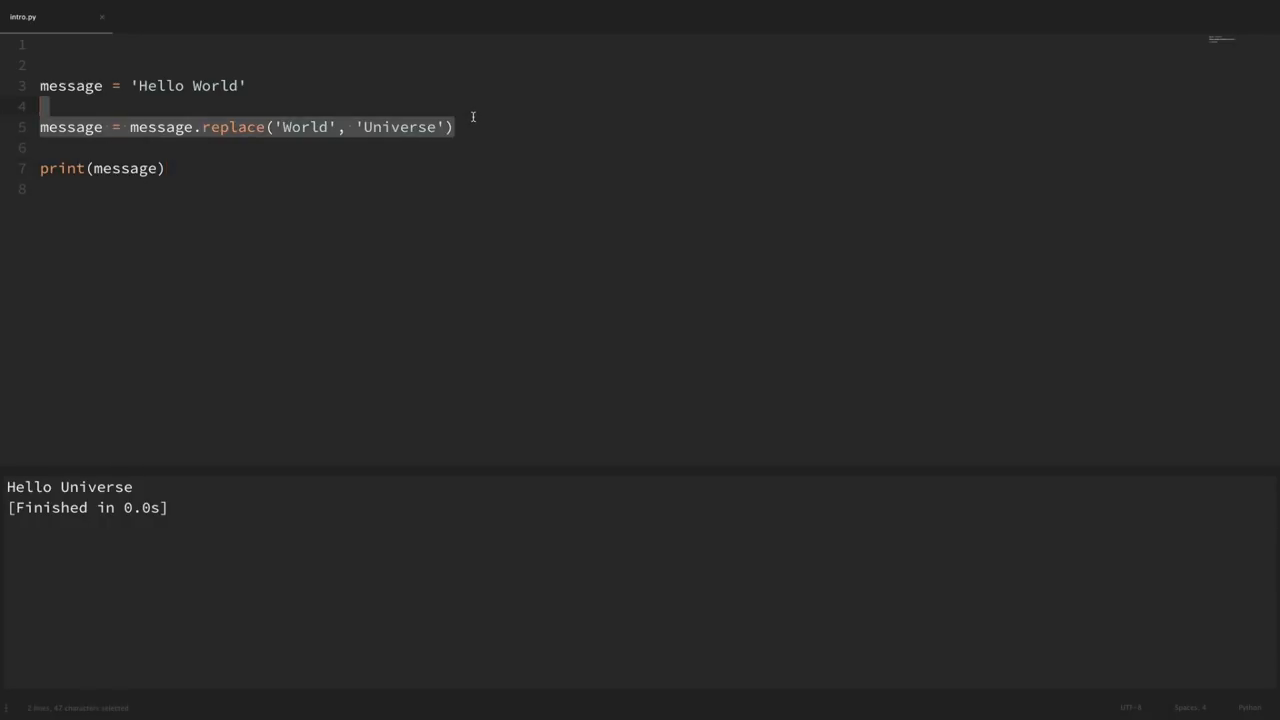 intro.py ×
1
2
3 message = 'Hello World'
4
5 message = message.replace('World', 'Universe')
6
7 print(message)
8
Hello Universe
[Finished in 0.0s]
2 lines, 47 characters selected
UTF-8 Spaces: 4 Python